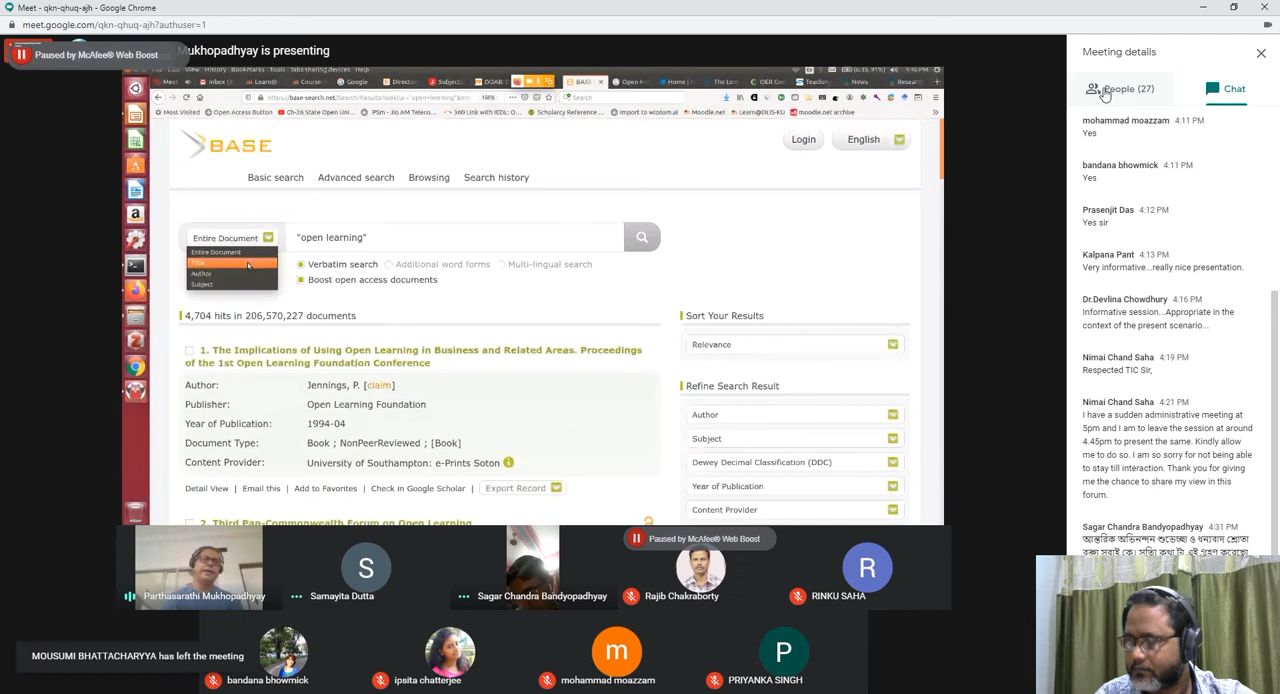 Meet - qkn-qhuq-ajh - Google Chrome
meet.google.com/qkn-qhuq-ajh?authuser=1
Paused by McAfee® Web Boost
Mukhopadhyay is presenting
History Bookmarks Tools Tabs sharing devices Help
BASE
Login
English
Basic search
Advanced search
Browsing
Search history
Entire Document
"open learning"
Entire Document
Title
Author
Subject
Verbatim search
Additional word forms
Multi-lingual search
Boost open access documents
4,704 hits in 206,570,227 documents
Sort Your Results
Relevance
1. The Implications of Using Open Learning in Business and Related Areas. Proceedings
of the 1st Open Learning Foundation Conference
Author: Jennings, P. [claim]
Publisher: Open Learning Foundation
Year of Publication: 1994-04
Document Type: Book ; NonPeerReviewed ; [Book]
Content Provider: University of Southampton: e-Prints Soton
Detail View | Email this | Add to Favorites | Check in Google Scholar | Export Record
2. Third Pan-Commonwealth Forum on Open Learning
Refine Search Result
Author
Subject
Dewey Decimal Classification (DDC)
Year of Publication
Content Provider
Paused by McAfee® Web Boost
Parthasarathi Mukhopadhyay
S
Samayita Dutta
Sagar Chandra Bandyopadhyay
Rajib Chakraborty
R
RINKU SAHA
MOUSUMI BHATTACHARYYA has left the meeting
bandana bhowmick
ipsita chatterjee
m
mohammad moazzam
P
PRIYANKA SINGH
Meeting details
People (27)
Chat
mohammad moazzam 4:11 PM
Yes
bandana bhowmick 4:11 PM
Yes
Prasenjit Das 4:12 PM
Yes sir
Kalpana Pant 4:13 PM
Very informative...really nice presentation.
Dr.Devlina Chowdhury 4:16 PM
Informative session...Appropriate in the
context of the present scenario...
Nimai Chand Saha 4:19 PM
Respected TIC Sir,
Nimai Chand Saha 4:21 PM
I have a sudden administrative meeting at
5pm and I am to leave the session at around
4.45pm to present the same. Kindly allow
me to do so. I am so sorry for not being able
to stay till interaction. Thank you for giving
me the chance to share my view in this
forum.
Sagar Chandra Bandyopadhyay 4:31 PM
আন্তরিক অভিনন্দন শুভেচ্ছা ও ধন্যবাদ শ্রোতা